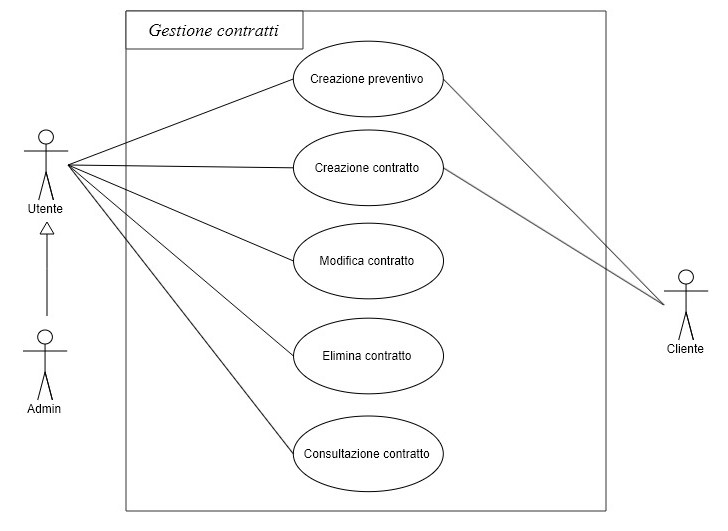 Gestione contratti
Creazione preventivo
Creazione contratto
Utente
Modifica contratto
Cliente
Elimina contratto
Admin
Consultazione contratto